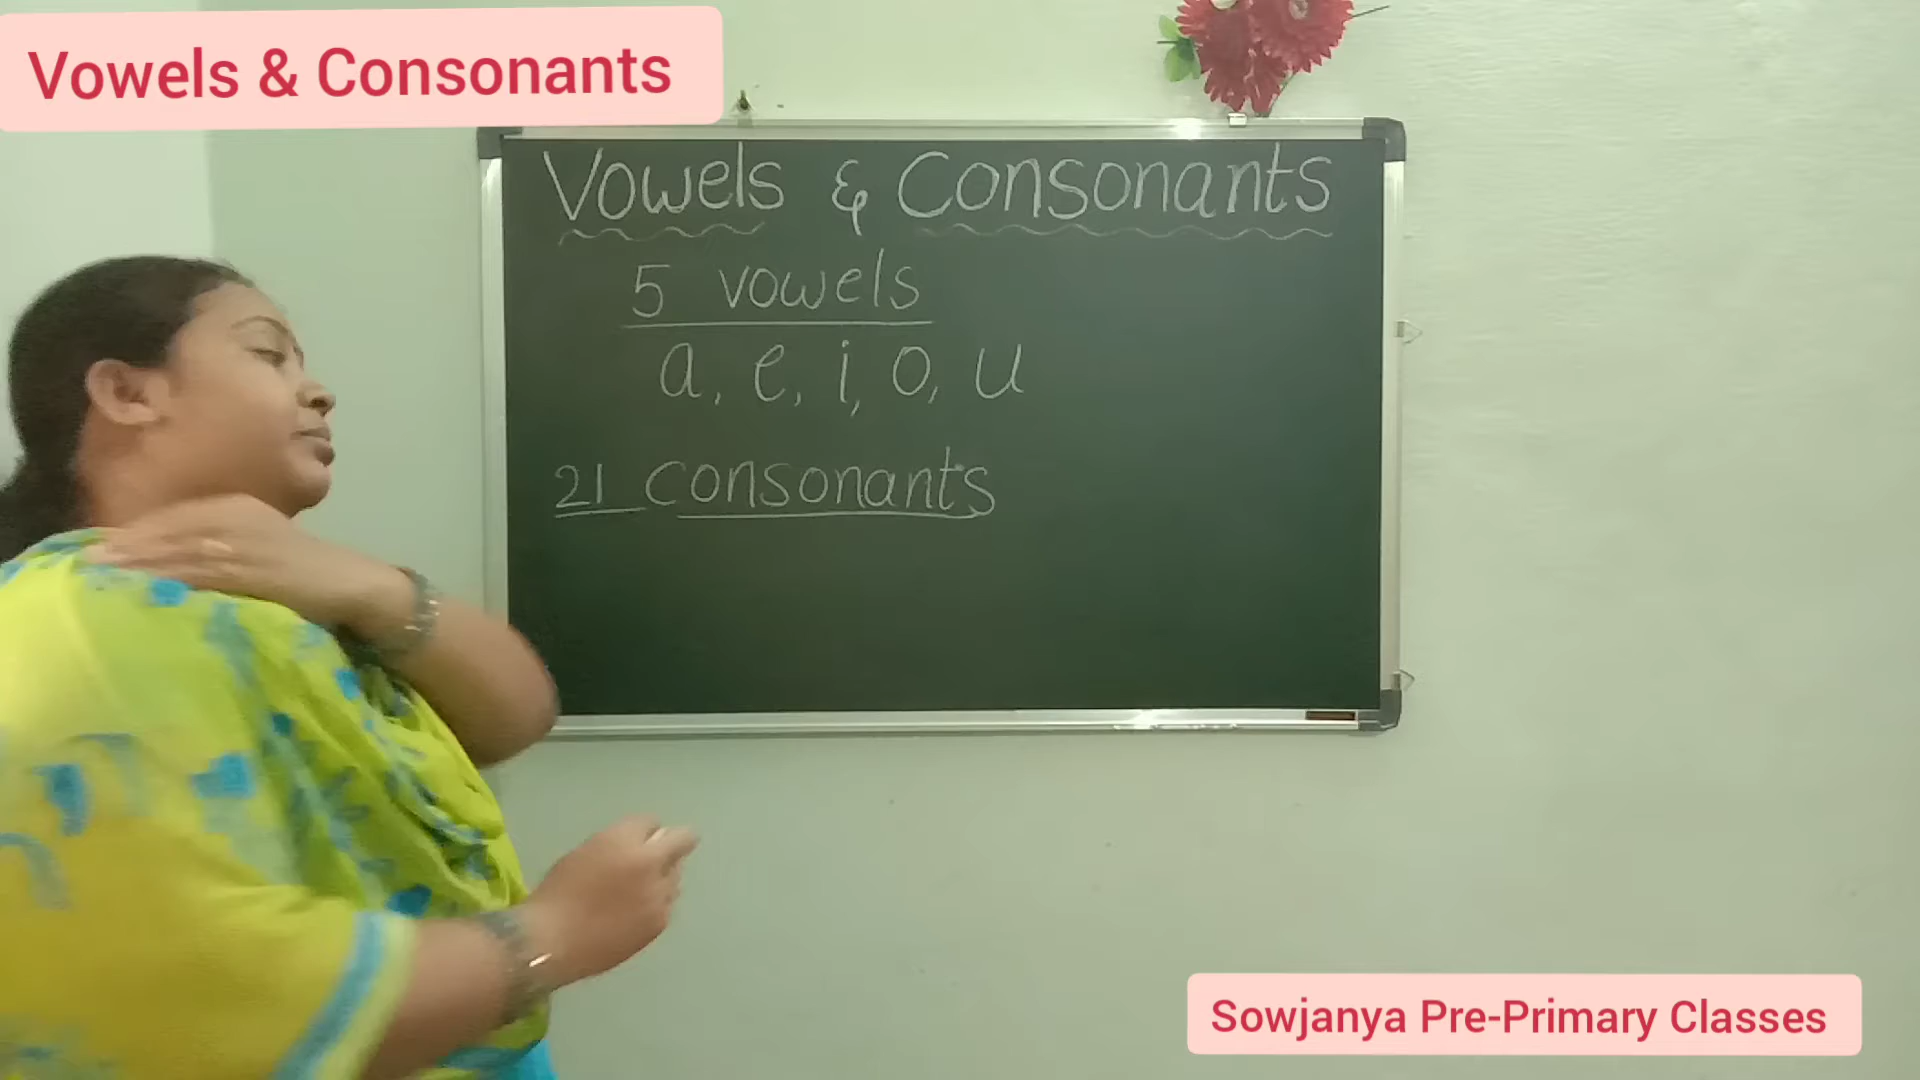 Vowels & Consonants
Vowels & Consonants
5 vowels
a, e, i, o, u
21 Consonants
Sowjanya Pre-Primary Classes